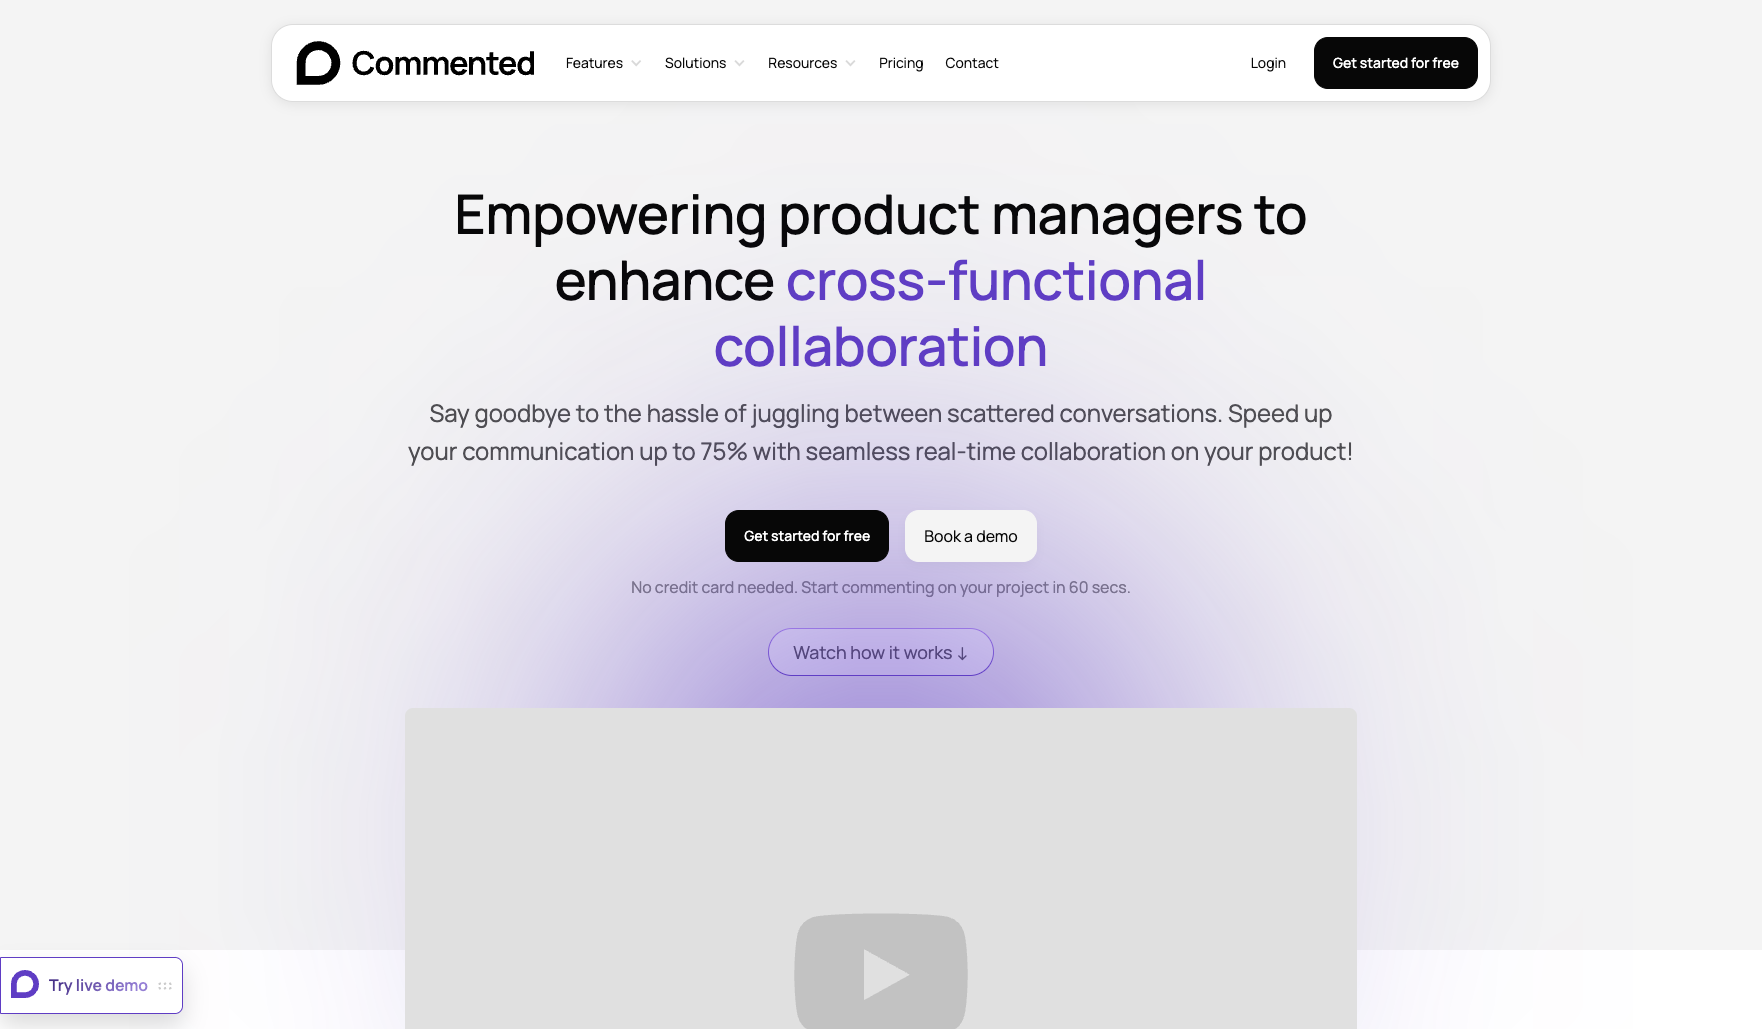 Commented
Features
Solutions
Resources
Pricing
Contact
Login
Get started for free
Empowering product managers to
enhance cross-functional
collaboration
Say goodbye to the hassle of juggling between scattered conversations. Speed up
your communication up to 75% with seamless real-time collaboration on your product!
Get started for free
Book a demo
No credit card needed. Start commenting on your project in 60 secs.
Watch how it works ↓
Try live demo